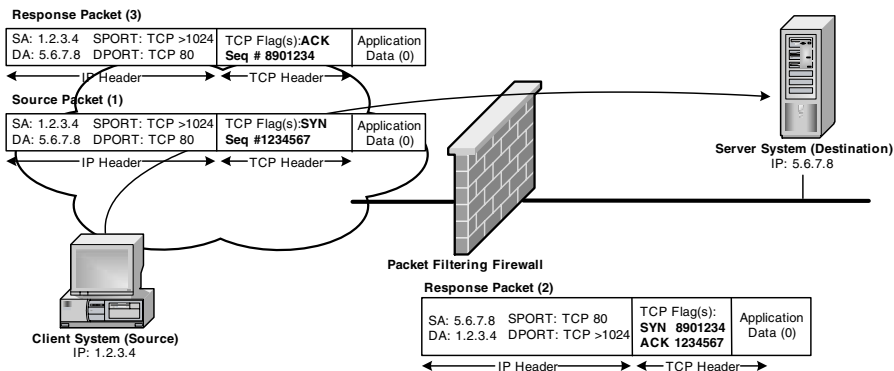 Response Packet (3)
SA: 1.2.3.4 SPORT: TCP >1024 TCP Flag(s):ACK Application
DA: 5.6.7.8 DPORT: TCP 80 Seq # 8901234 Data (0)
IP Header TCP Header
Source Packet (1)
SA: 1.2.3.4 SPORT: TCP >1024 TCP Flag(s):SYN Application
DA: 5.6.7.8 DPORT: TCP 80 Seq #1234567 Data (0)
IP Header TCP Header
Server System (Destination)
IP: 5.6.7.8
Packet Filtering Firewall
Client System (Source)
IP: 1.2.3.4
Response Packet (2)
SA: 5.6.7.8 SPORT: TCP 80
DA: 1.2.3.4 DPORT: TCP >1024
TCP Flag(s):
SYN 8901234
ACK 1234567
Application
Data (0)
IP Header TCP Header